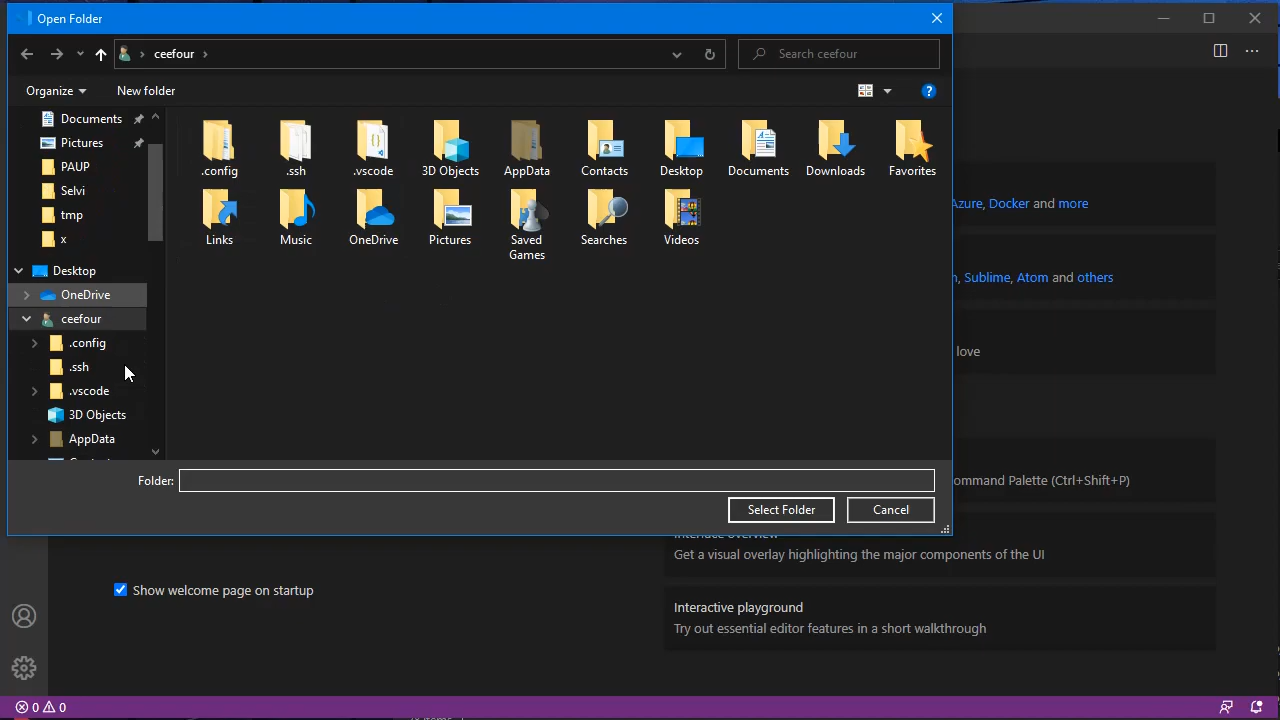 Open Folder
ceefour
Search ceefour
Organize
New folder
Documents
Pictures
PAUP
Selvi
tmp
x
Desktop
OneDrive
ceefour
.config
.ssh
.vscode
3D Objects
AppData
.config
.ssh
.vscode
3D Objects
AppData
Contacts
Desktop
Documents
Downloads
Favorites
Links
Music
OneDrive
Pictures
Saved
Games
Searches
Videos
Folder:
Select Folder
Cancel
Azure, Docker and more
Sublime, Atom and others
love
Command Palette (Ctrl+Shift+P)
Interface overview
Get a visual overlay highlighting the major components of the UI
Show welcome page on startup
Interactive playground
Try out essential editor features in a short walkthrough
0
0